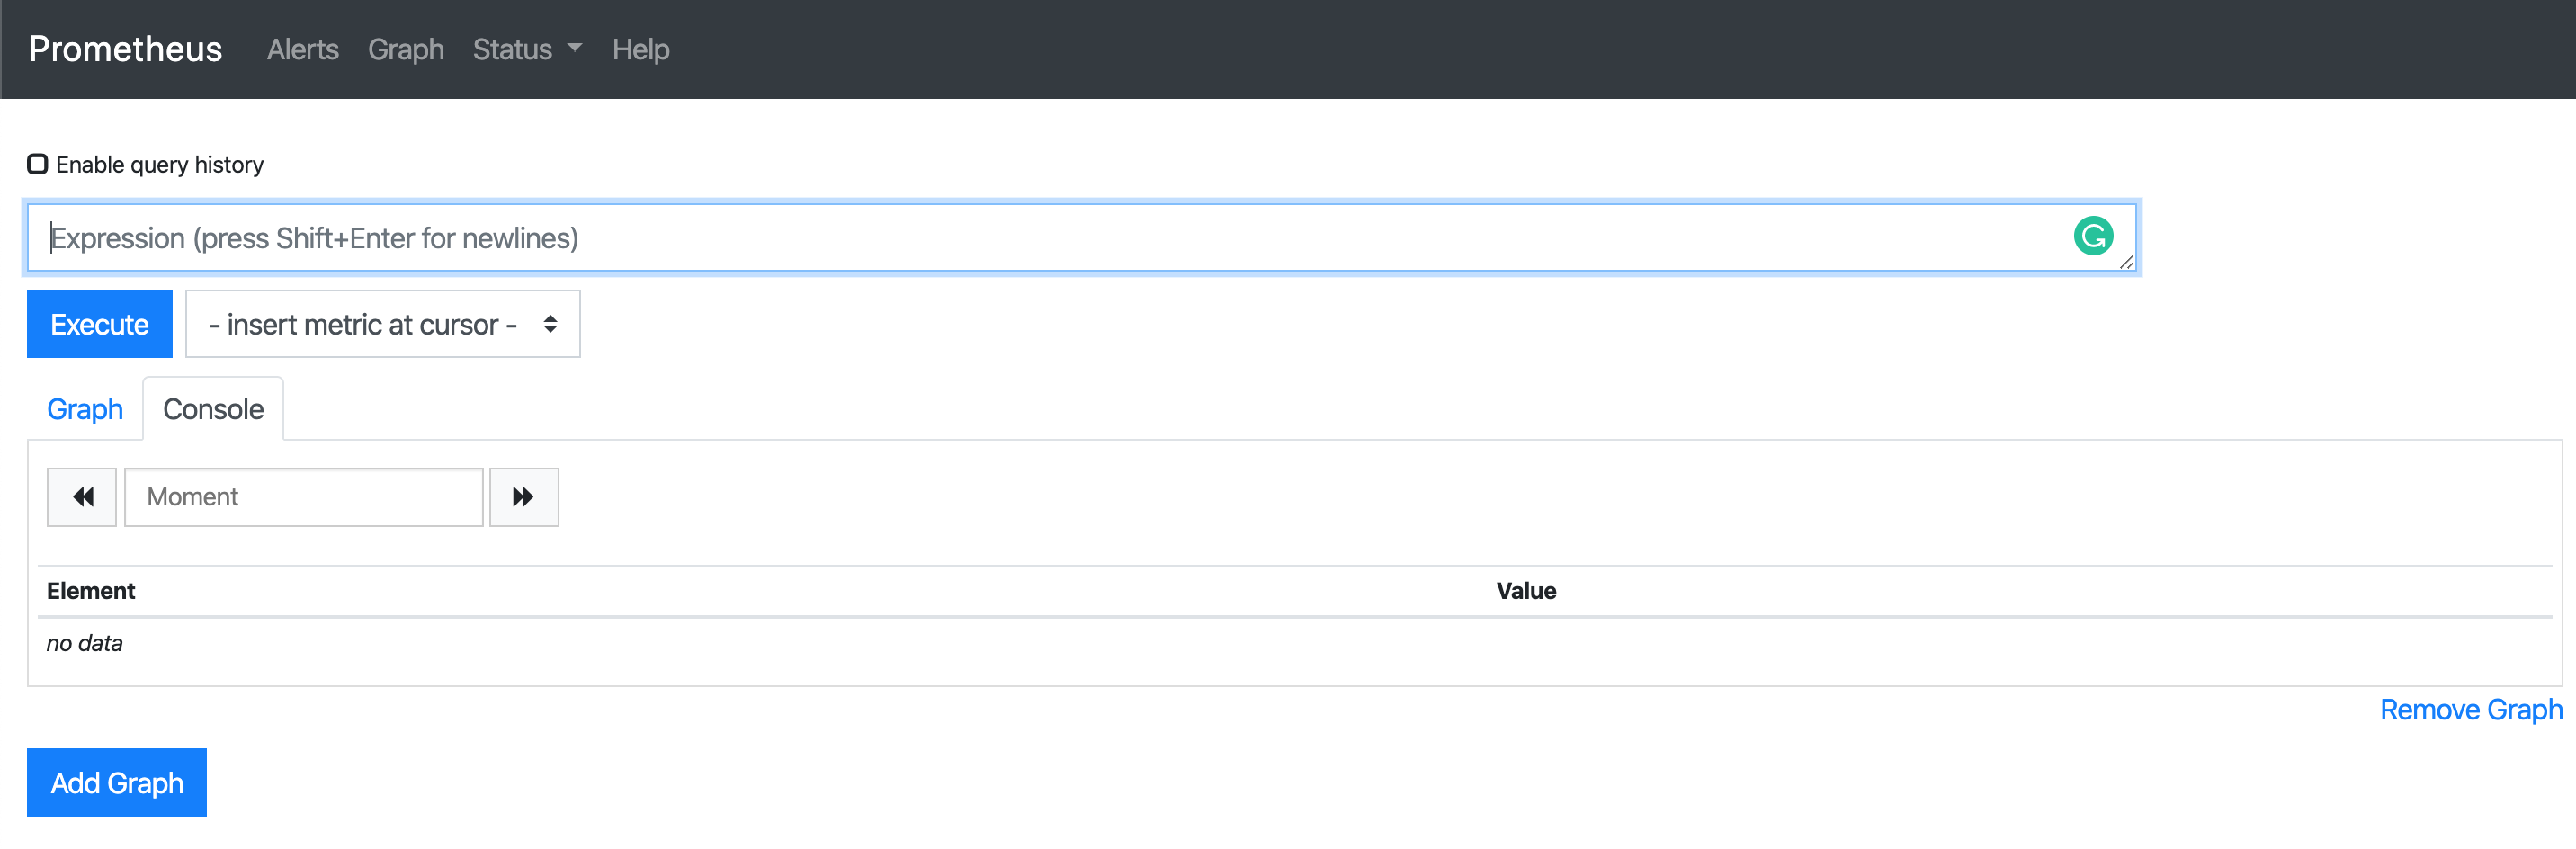 Prometheus Alerts Graph Status Help
Enable query history
Expression (press Shift+Enter for newlines)
Execute - insert metric at cursor -
Graph Console
Moment
Element Value
no data
Remove Graph
Add Graph